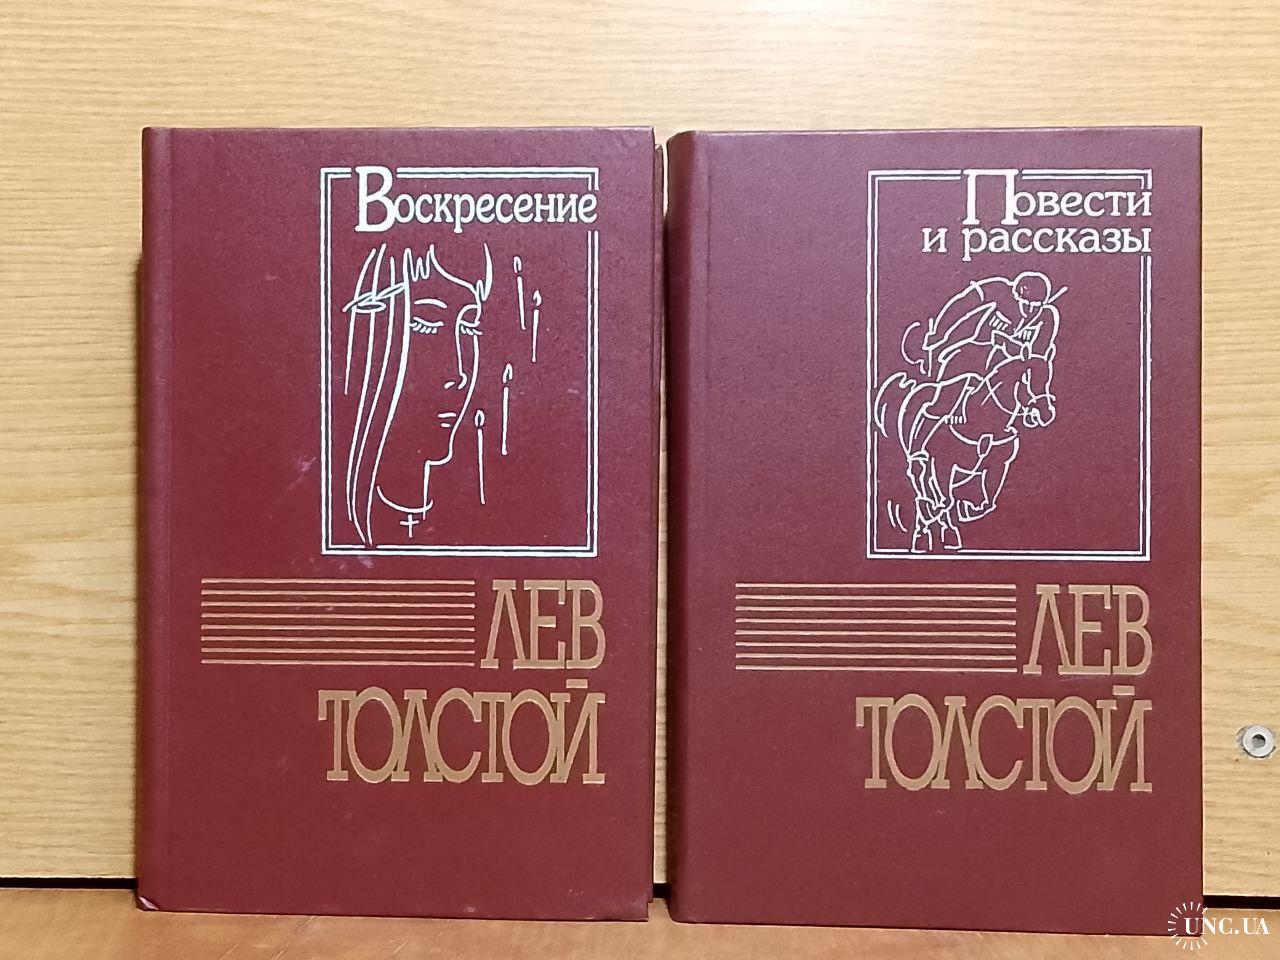 Воскресение
ЛЕВ
ТОЛСТОЙ
Повести
и рассказы
ЛЕВ
ТОЛСТОЙ
UNC.UA